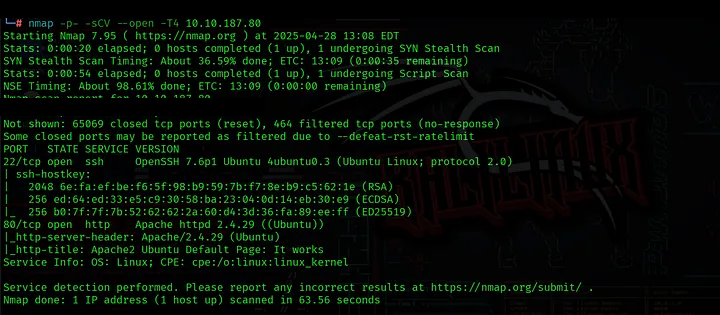 └─# nmap -p- -sCV --open -T4 10.10.187.80
Starting Nmap 7.95 ( https://nmap.org ) at 2025-04-28 13:08 EDT
Stats: 0:00:20 elapsed; 0 hosts completed (1 up), 1 undergoing SYN Stealth Scan
SYN Stealth Scan Timing: About 36.59% done; ETC: 13:09 (0:00:35 remaining)
Stats: 0:00:54 elapsed; 0 hosts completed (1 up), 1 undergoing Script Scan
NSE Timing: About 98.61% done; ETC: 13:09 (0:00:00 remaining)
Nmap scan report for 10.10.187.80
Not shown: 65069 closed tcp ports (reset), 464 filtered tcp ports (no-response)
Some closed ports may be reported as filtered due to --defeat-rst-ratelimit
PORT   STATE SERVICE VERSION
22/tcp open  ssh     OpenSSH 7.6p1 Ubuntu 4ubuntu0.3 (Ubuntu Linux; protocol 2.0)
| ssh-hostkey:
|   2048 6e:fa:ef:be:f6:5f:98:b9:59:7b:f7:8e:b9:c5:62:1e (RSA)
|   256 ed:64:ed:33:e5:c9:30:58:ba:23:04:0d:14:eb:30:e9 (ECDSA)
|_  256 b0:7f:7f:7b:52:62:62:2a:60:d4:3d:36:fa:89:ee:ff (ED25519)
80/tcp open  http    Apache httpd 2.4.29 ((Ubuntu))
|_http-server-header: Apache/2.4.29 (Ubuntu)
|_http-title: Apache2 Ubuntu Default Page: It works
Service Info: OS: Linux; CPE: cpe:/o:linux:linux_kernel
Service detection performed. Please report any incorrect results at https://nmap.org/submit/ .
Nmap done: 1 IP address (1 host up) scanned in 63.56 seconds
KALI LINUX